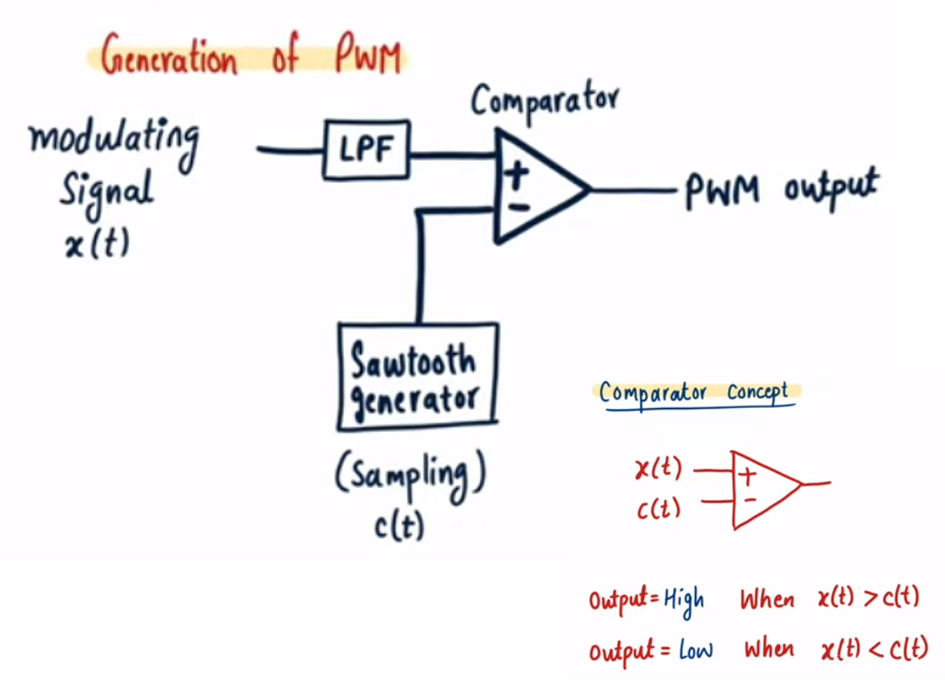 Generation of PWM
Comparator
modulating
Signal
x(t)
LPF
+
−
PWM output
Sawtooth
generator
(Sampling)
c(t)
Comparator Concept
x(t)
+
c(t)
-
Output = High When x(t) > c(t)
Output = Low When x(t) < c(t)